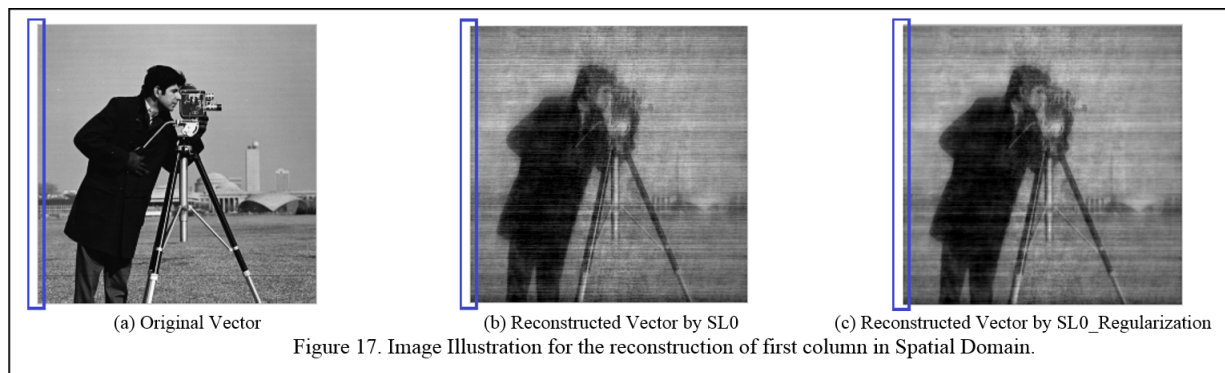 (a) Original Vector
(b) Reconstructed Vector by SL0
(c) Reconstructed Vector by SL0_Regularization
Figure 17. Image Illustration for the reconstruction of first column in Spatial Domain.